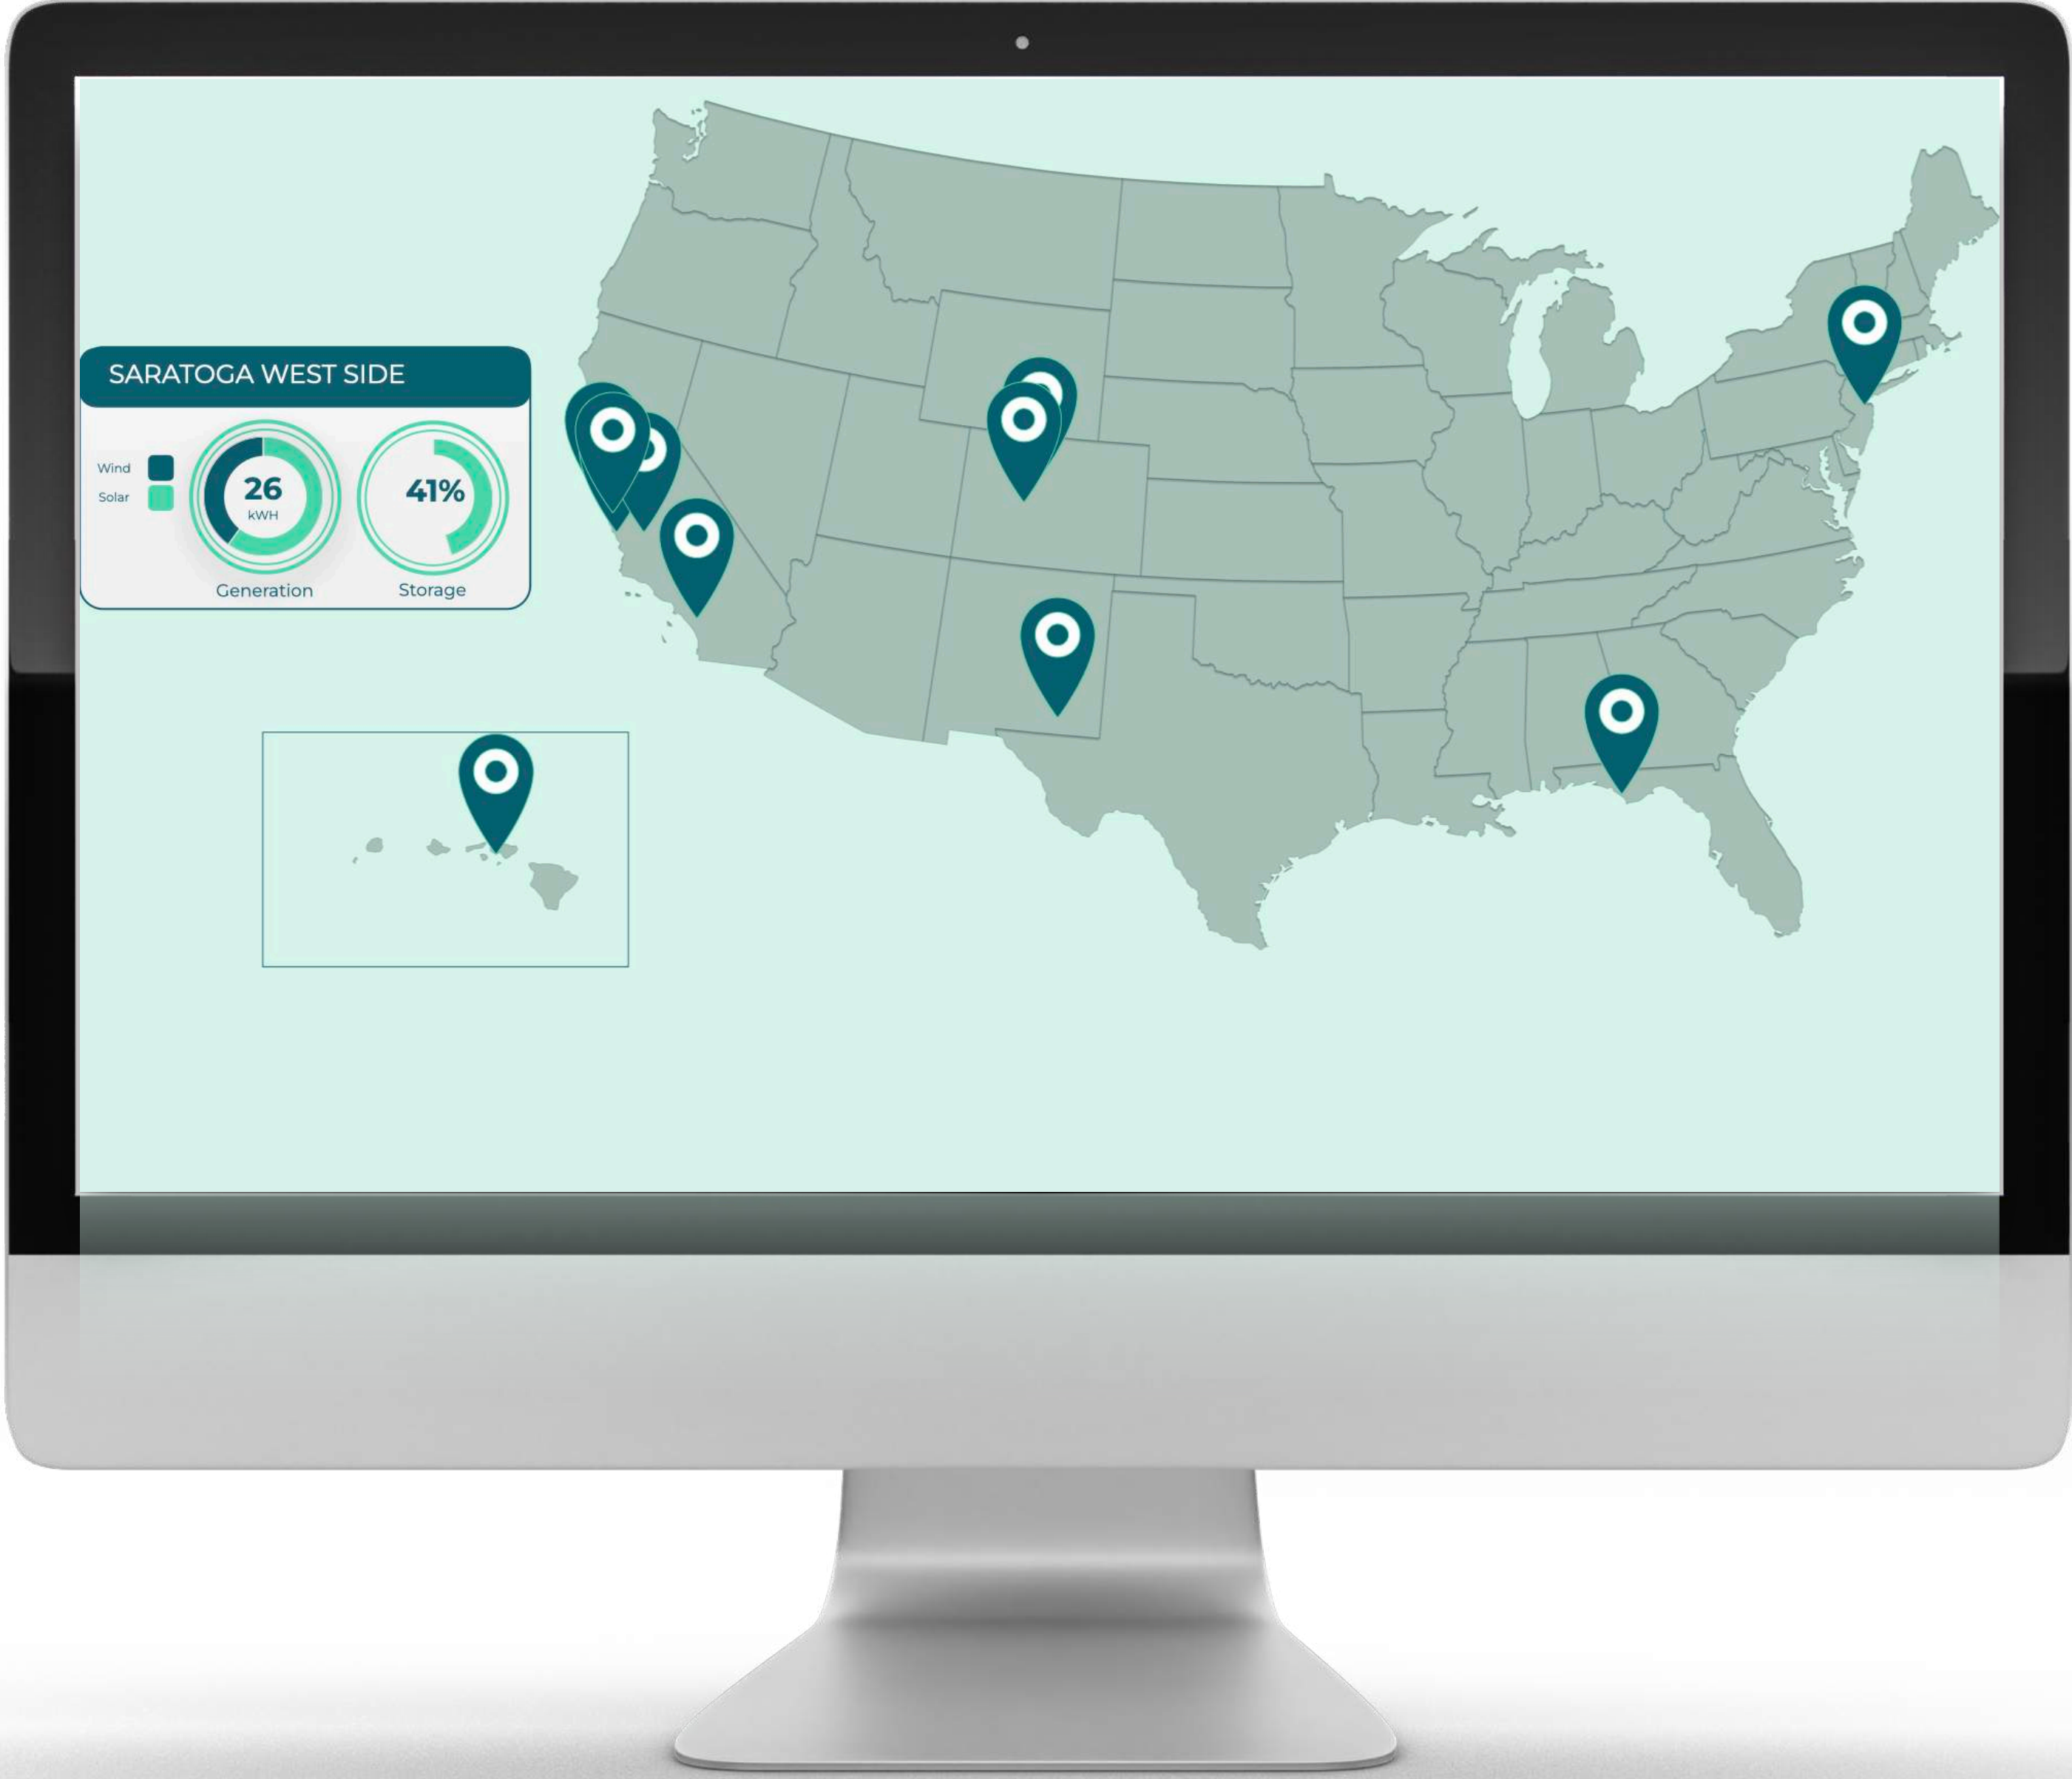 SARATOGA WEST SIDE
Wind
Solar
26
kWH
Generation
41%
Storage